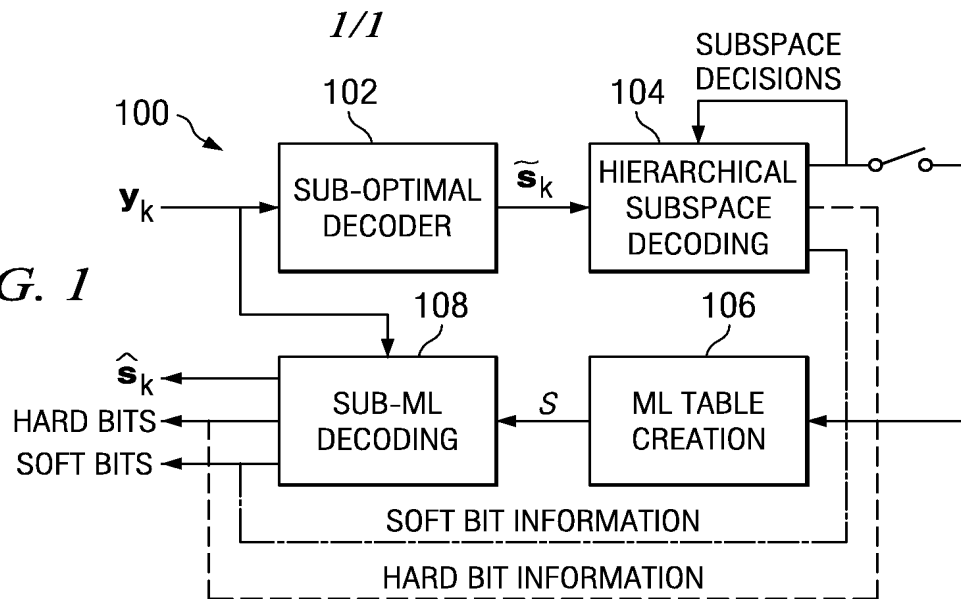 1/1
SUBSPACE
DECISIONS
100
102
104
y_k
SUB-OPTIMAL
DECODER
s̃_k
HIERARCHICAL
SUBSPACE
DECODING
G. 1
108
106
ŝ_k
HARD BITS
SOFT BITS
SUB-ML
DECODING
S
ML TABLE
CREATION
SOFT BIT INFORMATION
HARD BIT INFORMATION